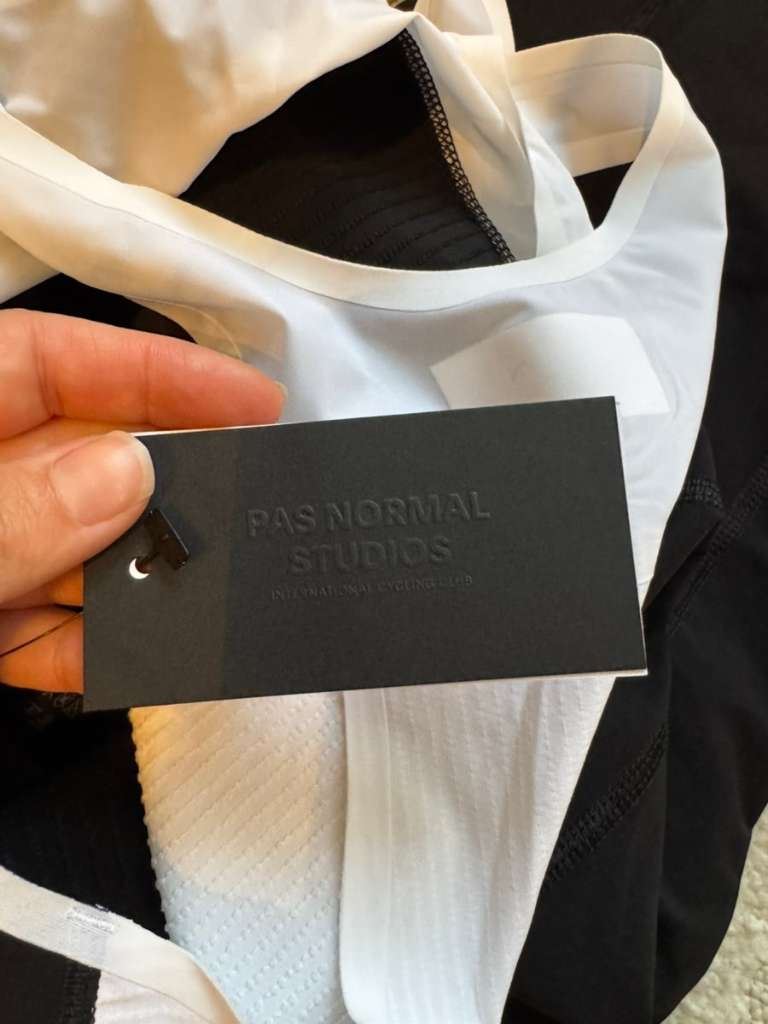 PAS NORMAL
STUDIOS
INTERNATIONAL CYCLING CLUB